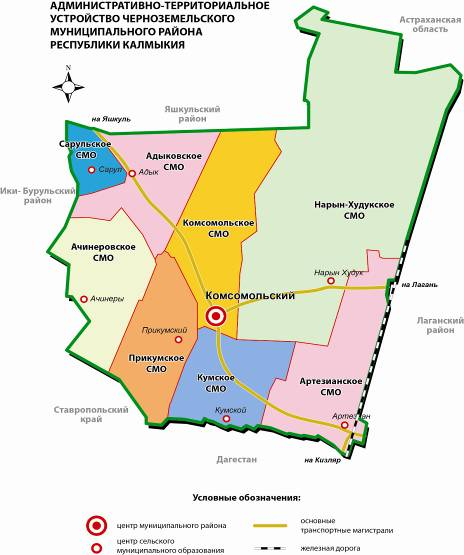 АДМИНИСТРАТИВНО-ТЕРРИТОРИАЛЬНОЕ
УСТРОЙСТВО ЧЕРНОЗЕМЕЛЬСКОГО
МУНИЦИПАЛЬНОГО РАЙОНА
РЕСПУБЛИКИ КАЛМЫКИЯ
Астраханская
область
N
Яшкульский
район
на Яшкуль
Сарульское
СМО
Саруп
Адыковское
СМО
Адык
Ики- Бурульский
район
Комсомольское
СМО
Нарын-Худукское
СМО
Ачинеровское
СМО
Нарын Худук
на Лагань
Ачинеры
Комсомольский
Лаганский
район
Прикумский
Прикумское
СМО
Кумское
СМО
Артезианское
СМО
Ставропольский
край
Кумской
Артезиан
Дагестан
на Кизляр
Условные обозначения:
центр муниципального района
основные
транспортные магистрали
центр сельского
муниципального образования
железная дорога